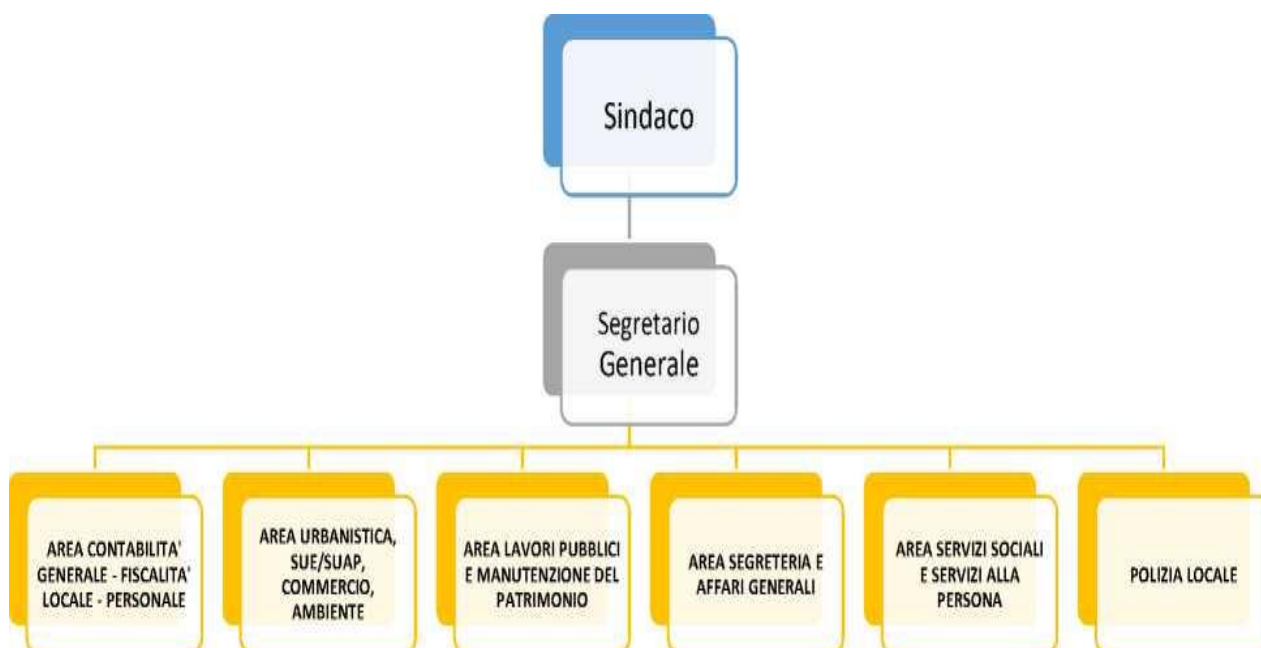 Sindaco
Segretario
Generale
AREA CONTABILITA'
GENERALE - FISCALITA'
LOCALE - PERSONALE
AREA URBANISTICA,
SUE/SUAP,
COMMERCIO,
AMBIENTE
AREA LAVORI PUBBLICI
E MANUTENZIONE DEL
PATRIMONIO
AREA SEGRETERIA E
AFFARI GENERALI
AREA SERVIZI SOCIALI
E SERVIZI ALLA
PERSONA
POLIZIA LOCALE